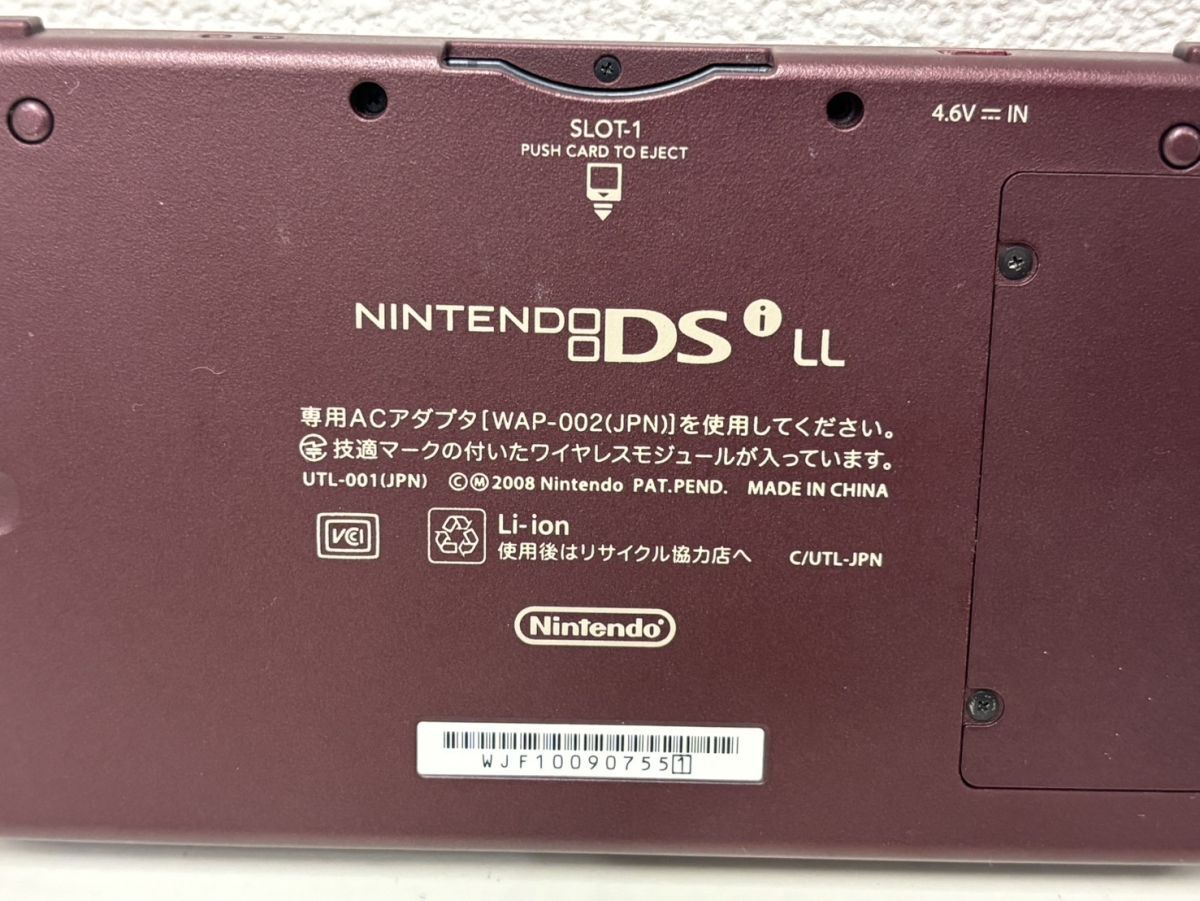 4.6V ⎓ IN
SLOT-1
PUSH CARD TO EJECT
NINTENDO DSi LL
専用ACアダプタ[WAP-002(JPN)]を使用してください。
技適マークの付いたワイヤレスモジュールが入っています。
UTL-001(JPN) ©Ⓜ2008 Nintendo PAT.PEND. MADE IN CHINA
VCI
Li-ion
使用後はリサイクル協力店へ
C/UTL-JPN
Nintendo
WJF100907551